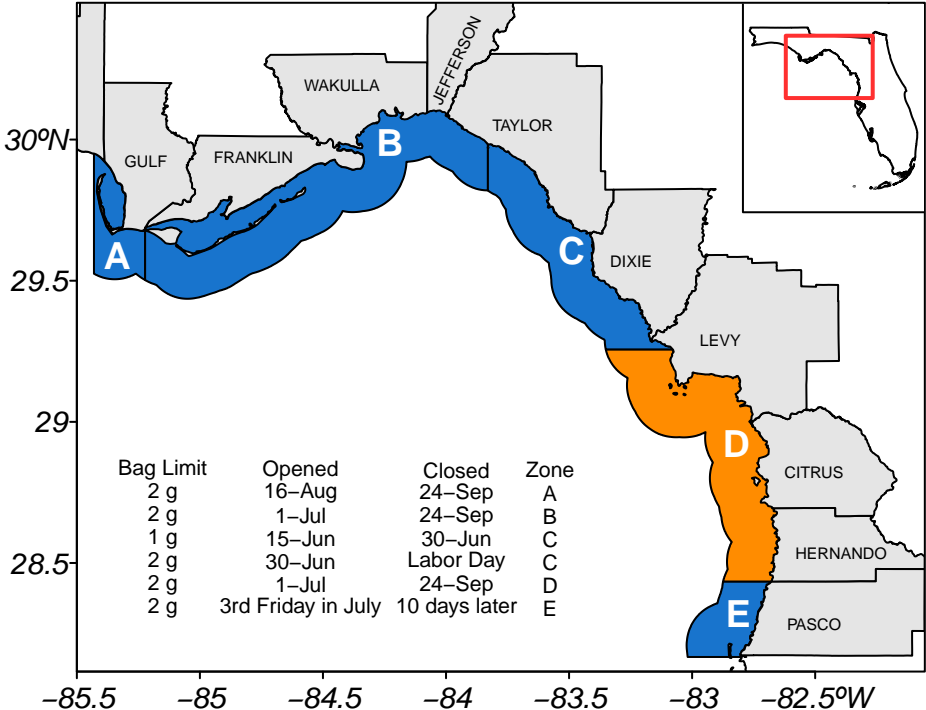 JEFFERSON
WAKULLA
B
TAYLOR
30ºN
GULF
FRANKLIN
A
C
DIXIE
29.5
LEVY
29
D
CITRUS
Bag Limit Opened Closed Zone
2 g 16−Aug 24−Sep A
2 g 1−Jul 24−Sep B
1 g 15−Jun 30−Jun C
2 g 30−Jun Labor Day C
2 g 1−Jul 24−Sep D
2 g 3rd Friday in July 10 days later E
28.5
HERNANDO
E
PASCO
−85.5 −85 −84.5 −84 −83.5 −83 −82.5ºW